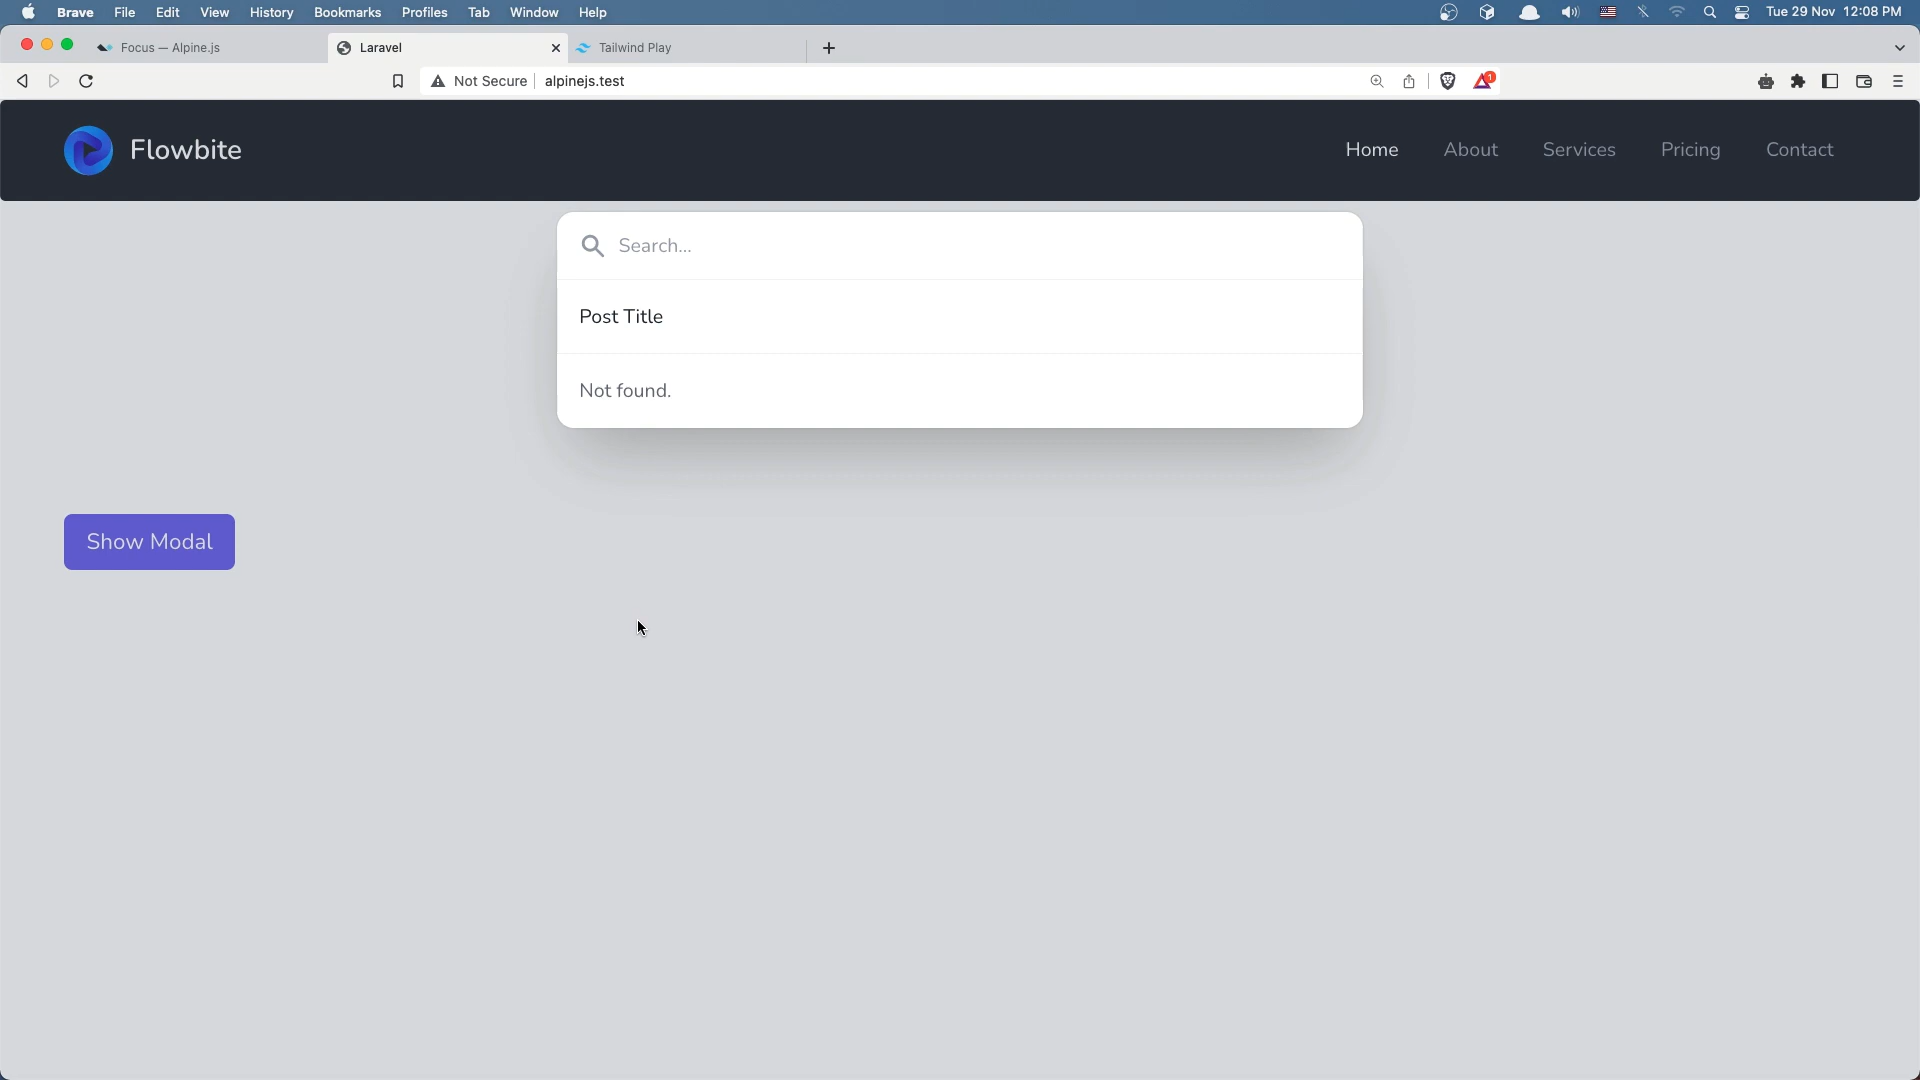 Brave File Edit View History Bookmarks Profiles Tab Window Help Tue 29 Nov 12:08 PM
Focus — Alpine.js Laravel Tailwind Play
Not Secure alpinejs.test 1
Flowbite Home About Services Pricing Contact
Search...
Post Title
Not found.
Show Modal